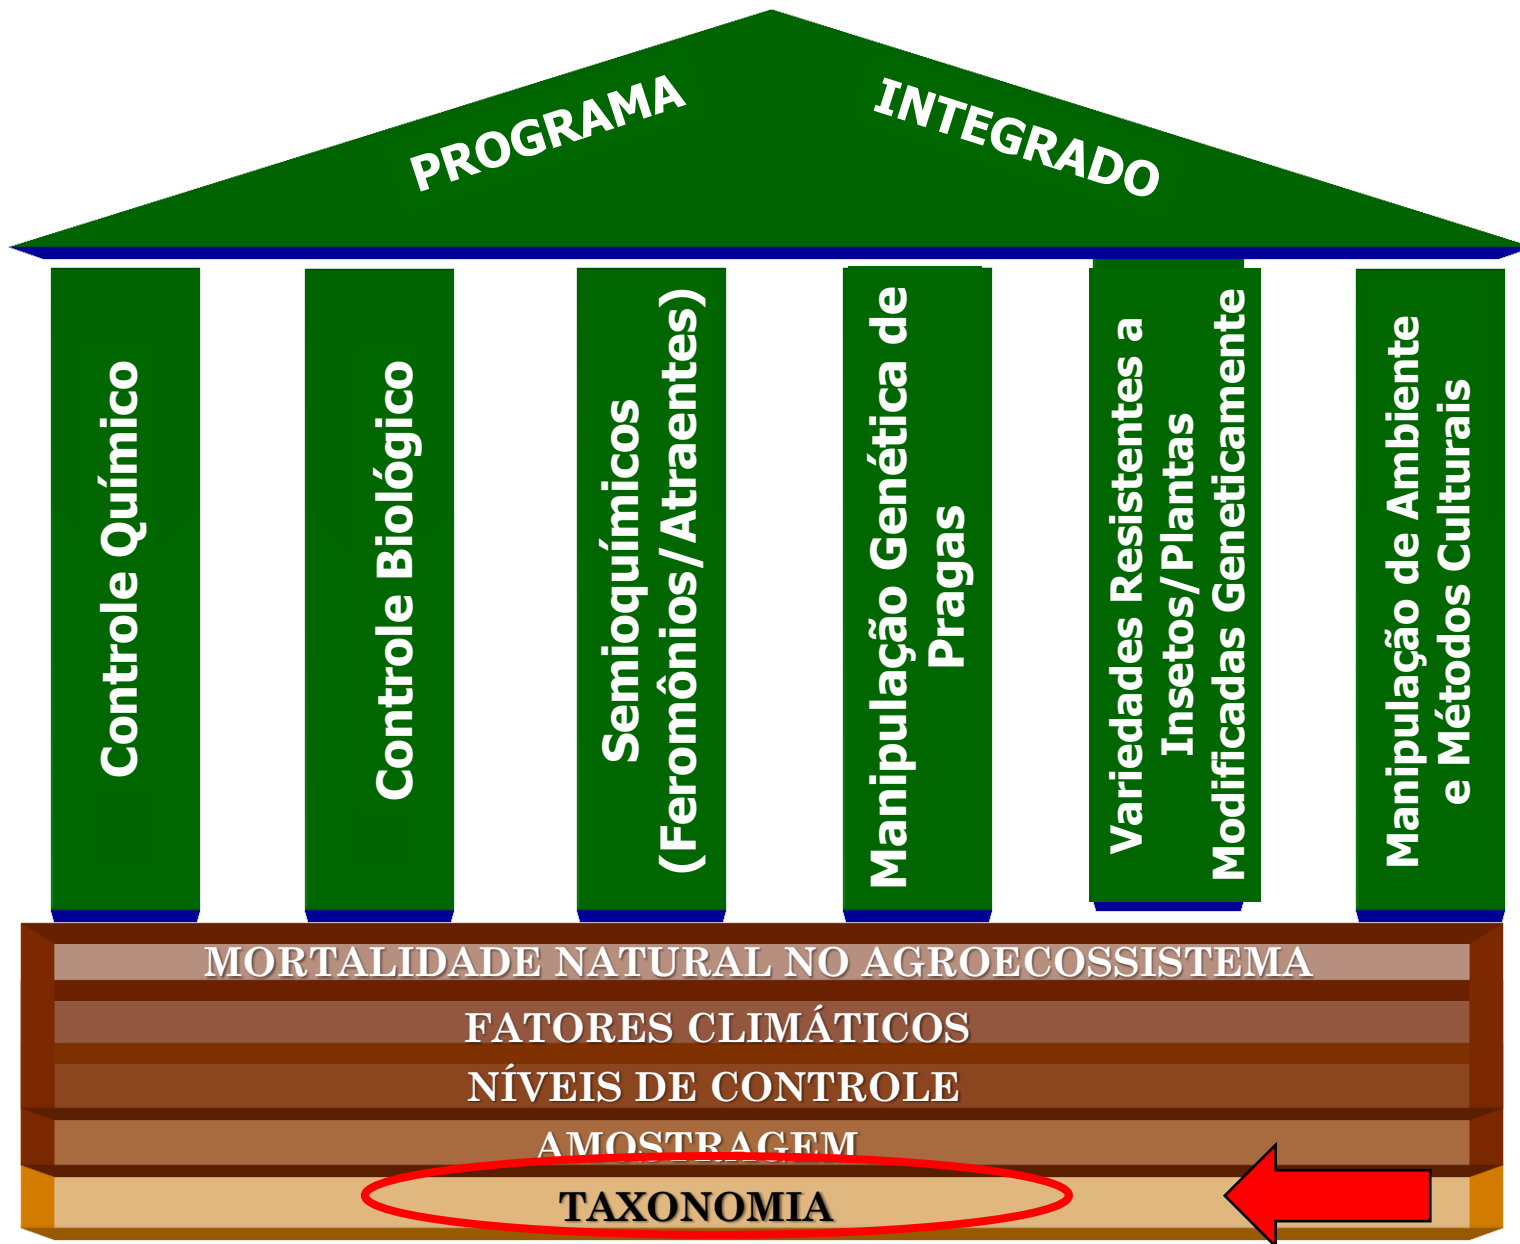 PROGRAMA
INTEGRADO
Controle Químico
Controle Biológico
Semioquímicos
(Feromônios/Atraentes)
Manipulação Genética de
Pragas
Variedades Resistentes a
Insetos/Plantas
Modificadas Geneticamente
Manipulação de Ambiente
e Métodos Culturais
MORTALIDADE NATURAL NO AGROECOSSISTEMA
FATORES CLIMÁTICOS
NÍVEIS DE CONTROLE
AMOSTRAGEM
TAXONOMIA